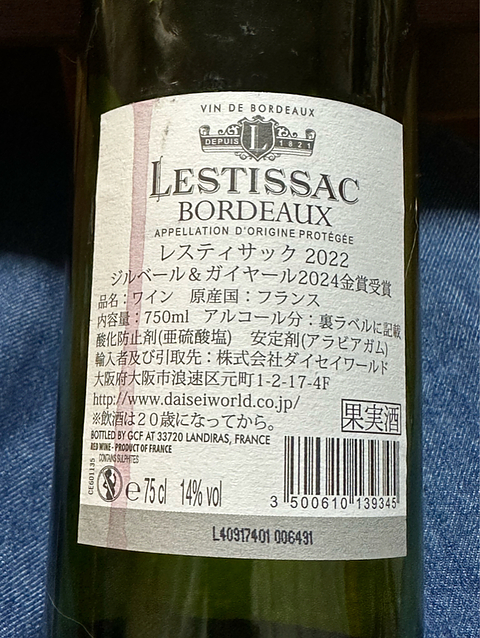 VIN DE BORDEAUX
DEPUIS L 1821
LESTISSAC
BORDEAUX
APPELLATION D'ORIGINE PROTÉGÉE
レスティサック 2022
ジルベール＆ガイヤール2024金賞受賞
品名：ワイン　原産国：フランス
内容量：750ml　アルコール分：裏ラベルに記載
酸化防止剤(亜硫酸塩)　安定剤(アラビアガム)
輸入者及び引取先：株式会社ダイセイワールド
大阪府大阪市浪速区元町1-2-17-4F
http://www.daiseiworld.co.jp/
※飲酒は２０歳になってから。
果実酒
BOTTLED BY GCF AT 33720 LANDIRAS, FRANCE
RED WINE - PRODUCT OF FRANCE
CONTAINS SULPHITES
CE601135
e 75 cl 14% vol
3 500610 139345
L40917401 006491